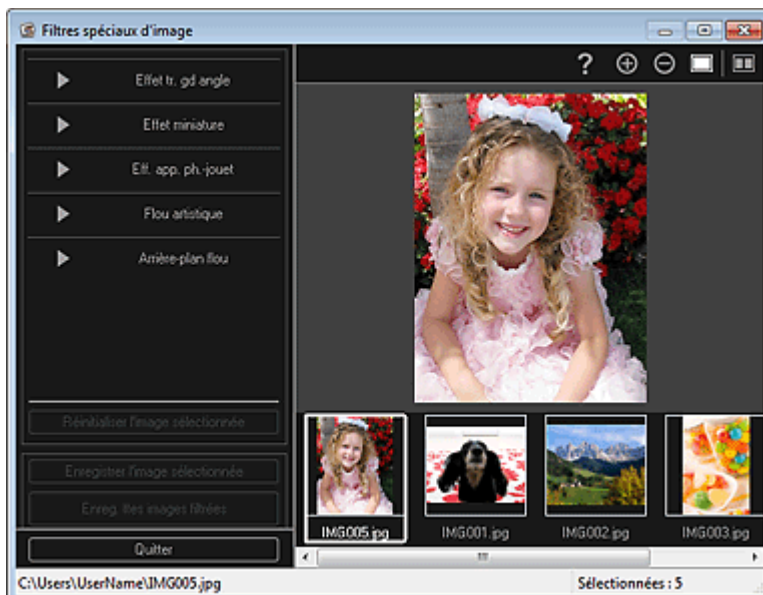 Filtres spéciaux d'image
?
Effet tr. gd angle
Effet miniature
Eff. app. ph.-jouet
Flou artistique
Arrière-plan flou
Réinitialiser l'image sélectionnée
Enregistrer l'image sélectionnée
Enreg. ttes images filtrées
Quitter
IMG005.jpg
IMG001.jpg
IMG002.jpg
IMG003.jpg
C:\Users\UserName\IMG005.jpg
Sélectionnées : 5